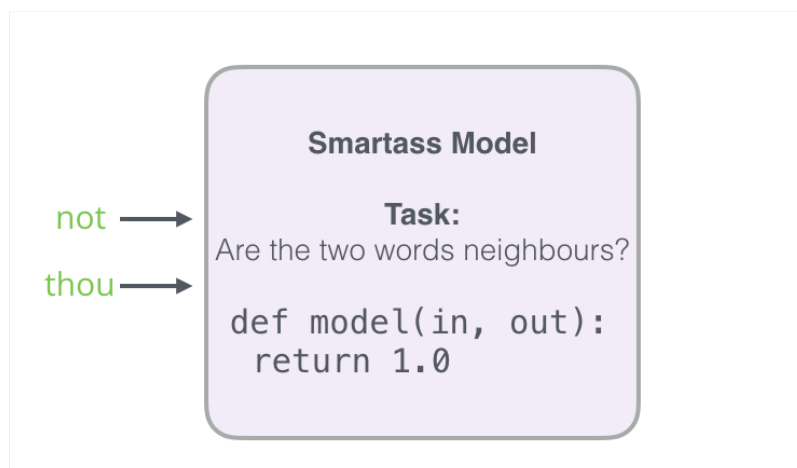 Smartass Model
Task:
not
Are the two words neighbours?
thou
def model(in, out):
return 1.0